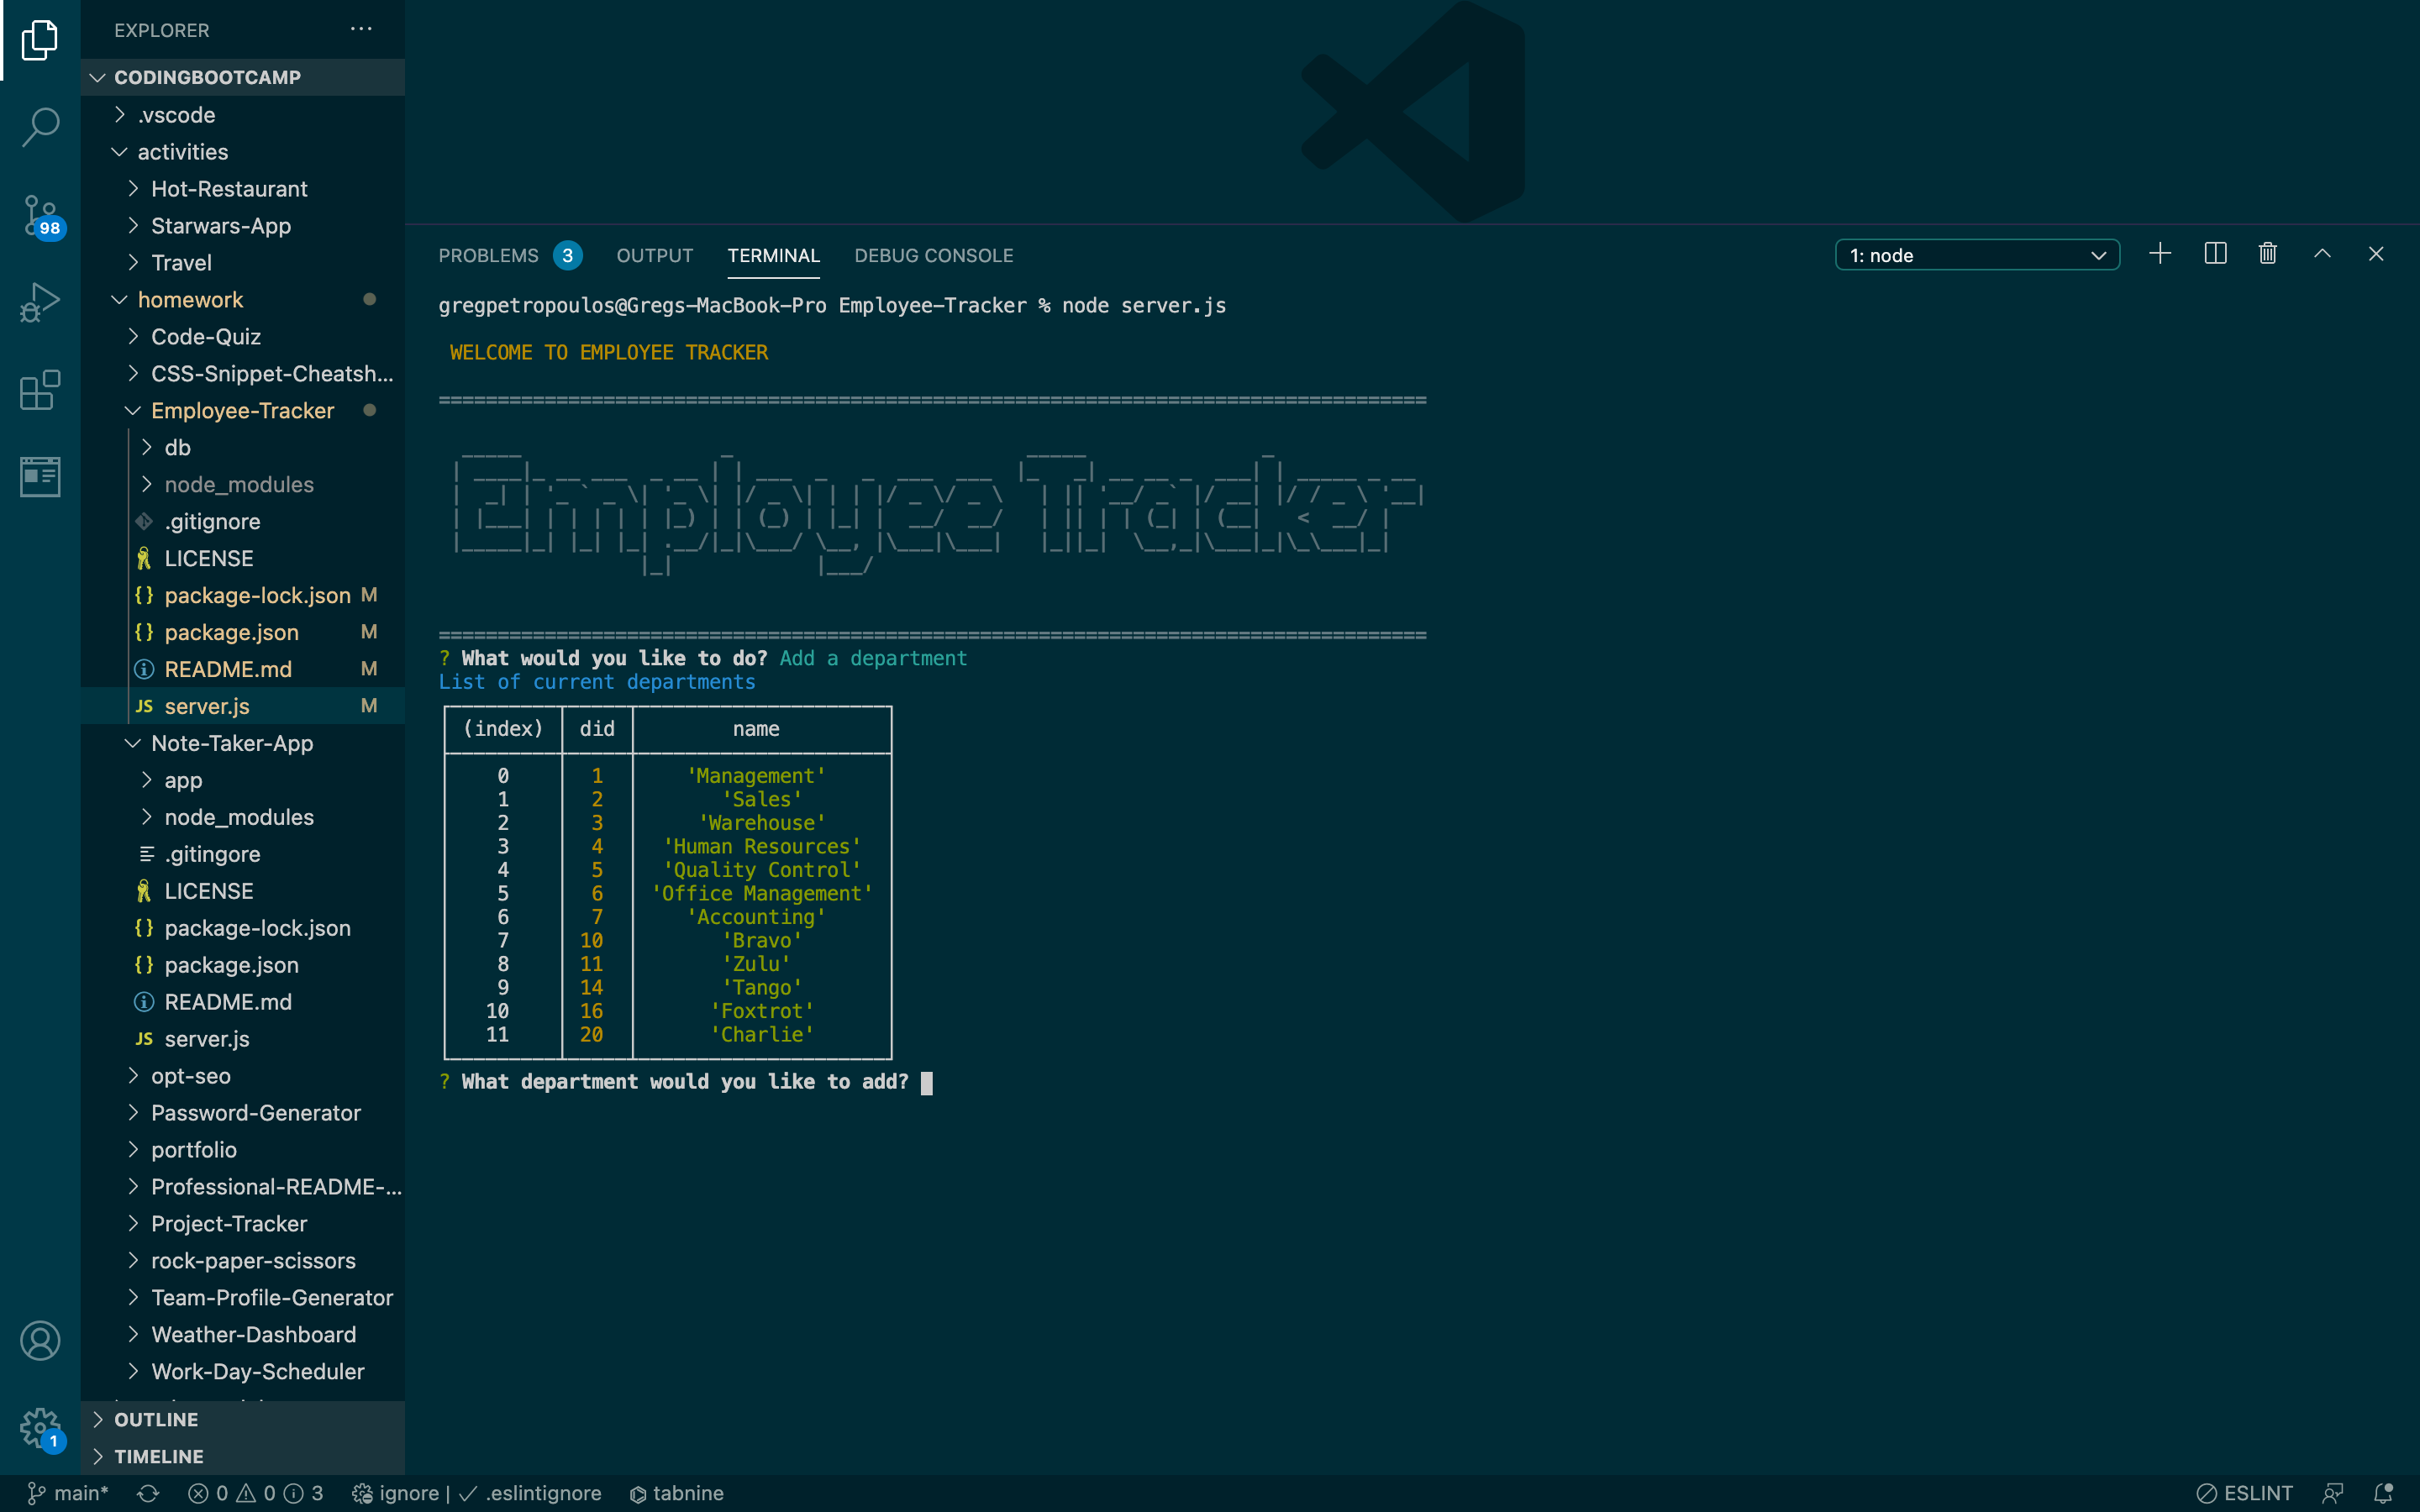 EXPLORER
CODINGBOOTCAMP
.vscode
activities
Hot-Restaurant
Starwars-App
Travel
homework
Code-Quiz
CSS-Snippet-Cheatsh...
Employee-Tracker
db
node_modules
.gitignore
LICENSE
package-lock.json M
package.json M
README.md M
server.js M
Note-Taker-App
app
node_modules
.gitingore
LICENSE
package-lock.json
package.json
README.md
JS server.js
opt-seo
Password-Generator
portfolio
Professional-README-...
Project-Tracker
rock-paper-scissors
Team-Profile-Generator
Weather-Dashboard
Work-Day-Scheduler
OUTLINE
TIMELINE
98
1
PROBLEMS 3 OUTPUT TERMINAL DEBUG CONSOLE 1: node
gregpetropoulos@Gregs-MacBook-Pro Employee-Tracker % node server.js
WELCOME TO EMPLOYEE TRACKER
====================================================================================
Employee Tracker
====================================================================================
? What would you like to do? Add a department
List of current departments
(index) did name
0 1 'Management'
1 2 'Sales'
2 3 'Warehouse'
3 4 'Human Resources'
4 5 'Quality Control'
5 6 'Office Management'
6 7 'Accounting'
7 10 'Bravo'
8 11 'Zulu'
9 14 'Tango'
10 16 'Foxtrot'
11 20 'Charlie'
? What department would you like to add?
main* 0 0 3 ignore | .eslintignore tabnine ESLINT